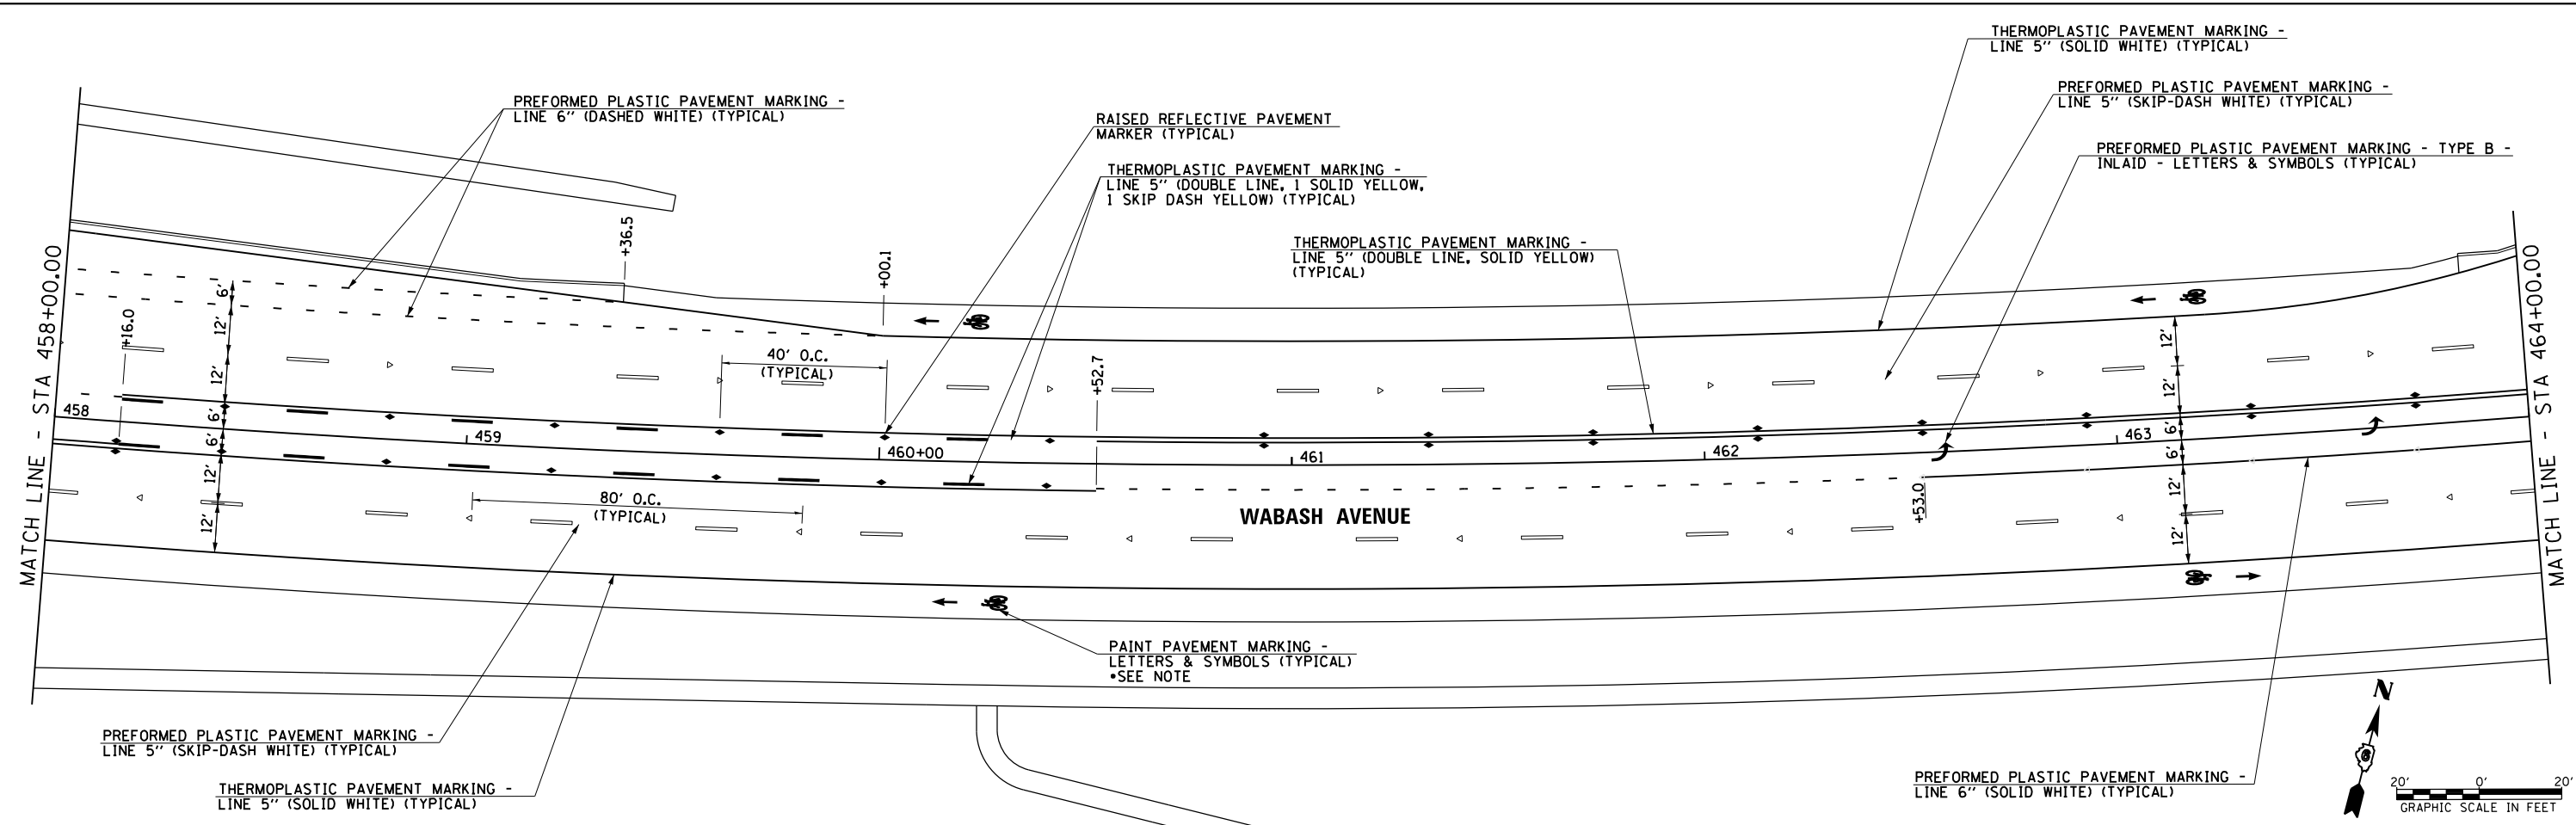 THERMOPLASTIC PAVEMENT MARKING -
LINE 5'' (SOLID WHITE) (TYPICAL)
PREFORMED PLASTIC PAVEMENT MARKING -
LINE 5'' (SKIP-DASH WHITE) (TYPICAL)
PREFORMED PLASTIC PAVEMENT MARKING -
LINE 6'' (DASHED WHITE) (TYPICAL)
RAISED REFLECTIVE PAVEMENT
MARKER (TYPICAL)
PREFORMED PLASTIC PAVEMENT MARKING - TYPE B -
INLAID - LETTERS & SYMBOLS (TYPICAL)
THERMOPLASTIC PAVEMENT MARKING -
LINE 5'' (DOUBLE LINE, 1 SOLID YELLOW,
1 SKIP DASH YELLOW) (TYPICAL)
THERMOPLASTIC PAVEMENT MARKING -
LINE 5'' (DOUBLE LINE, SOLID YELLOW)
(TYPICAL)
MATCH LINE - STA 458+00.00
+16.0
6'
12'
12'
6'
6'
12'
12'
+36.5
+00.1
40' O.C.
(TYPICAL)
+52.7
458
459
460+00
461
462
463
80' O.C.
(TYPICAL)
WABASH AVENUE
+53.0
12'
12'
6'
6'
12'
12'
MATCH LINE - STA 464+00.00
PAINT PAVEMENT MARKING -
LETTERS & SYMBOLS (TYPICAL)
•SEE NOTE
PREFORMED PLASTIC PAVEMENT MARKING -
LINE 5'' (SKIP-DASH WHITE) (TYPICAL)
THERMOPLASTIC PAVEMENT MARKING -
LINE 5'' (SOLID WHITE) (TYPICAL)
PREFORMED PLASTIC PAVEMENT MARKING -
LINE 6'' (SOLID WHITE) (TYPICAL)
N
20' 0' 20'
GRAPHIC SCALE IN FEET